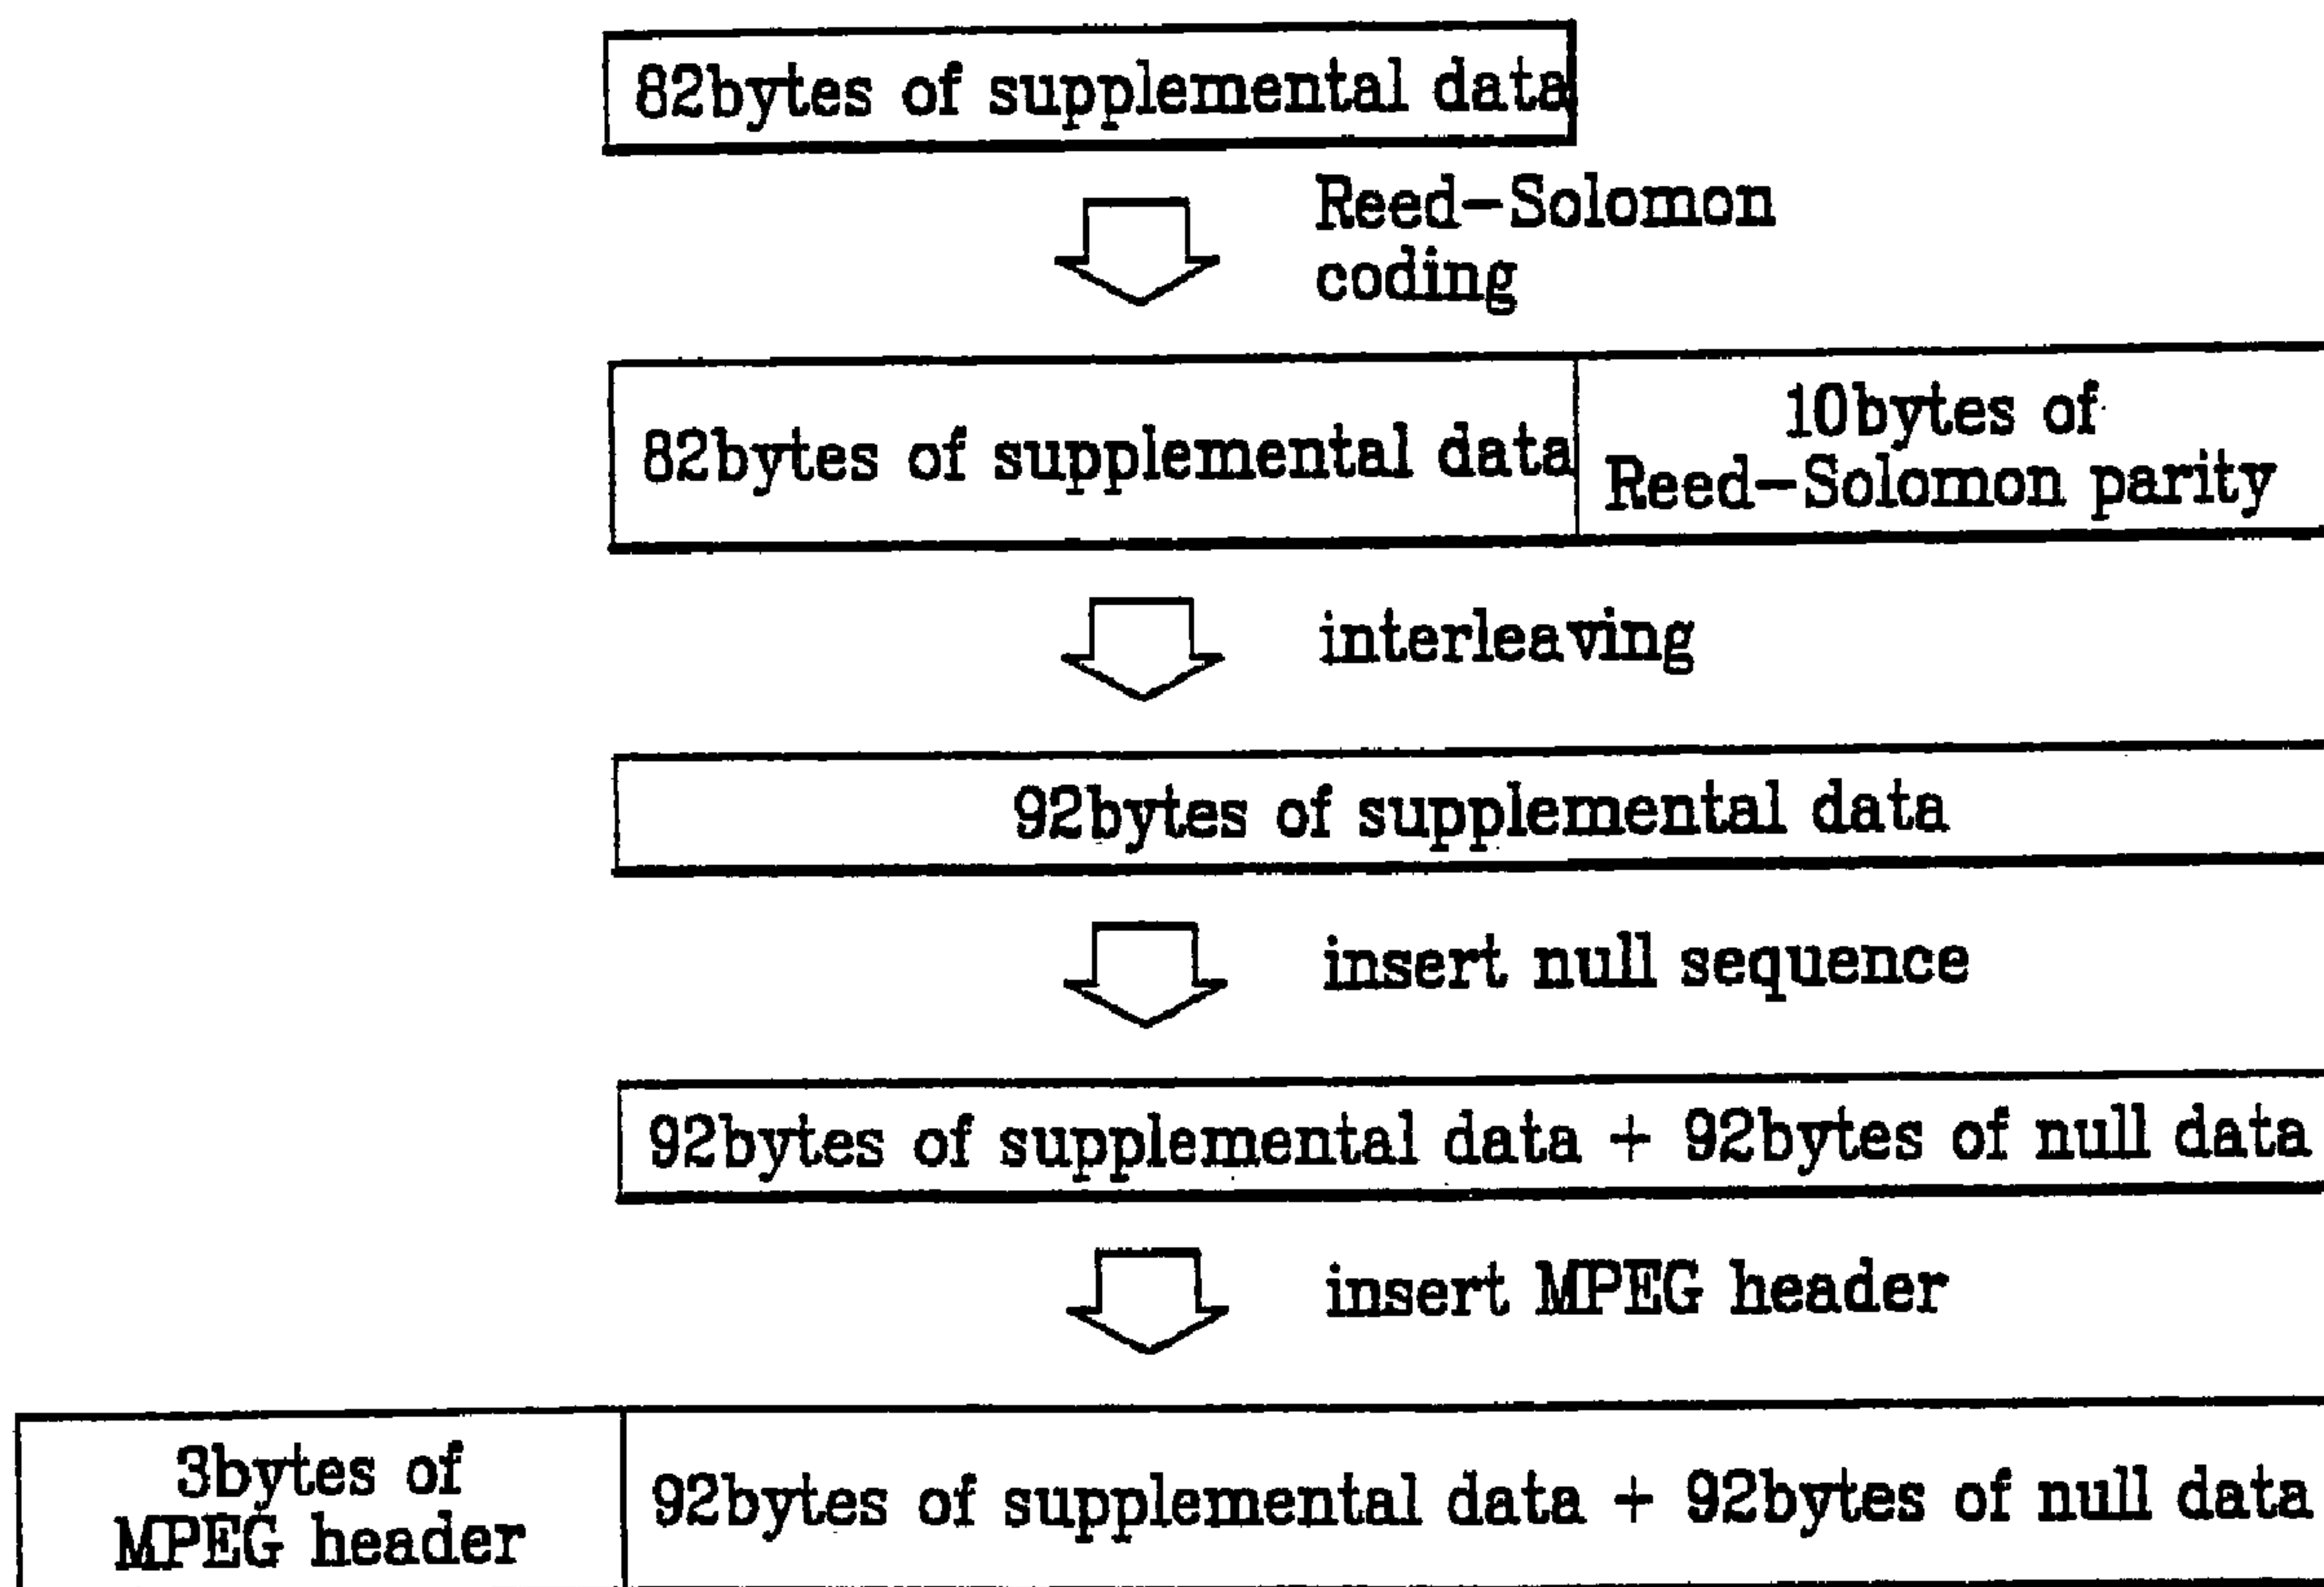 82bytes of supplemental data
Reed-Solomon
coding
82bytes of supplemental data
10bytes of
Reed-Solomon parity
interleaving
92bytes of supplemental data
insert null sequence
92bytes of supplemental data + 92bytes of null data
insert MPEG header
3bytes of
MPEG header
92bytes of supplemental data + 92bytes of null data